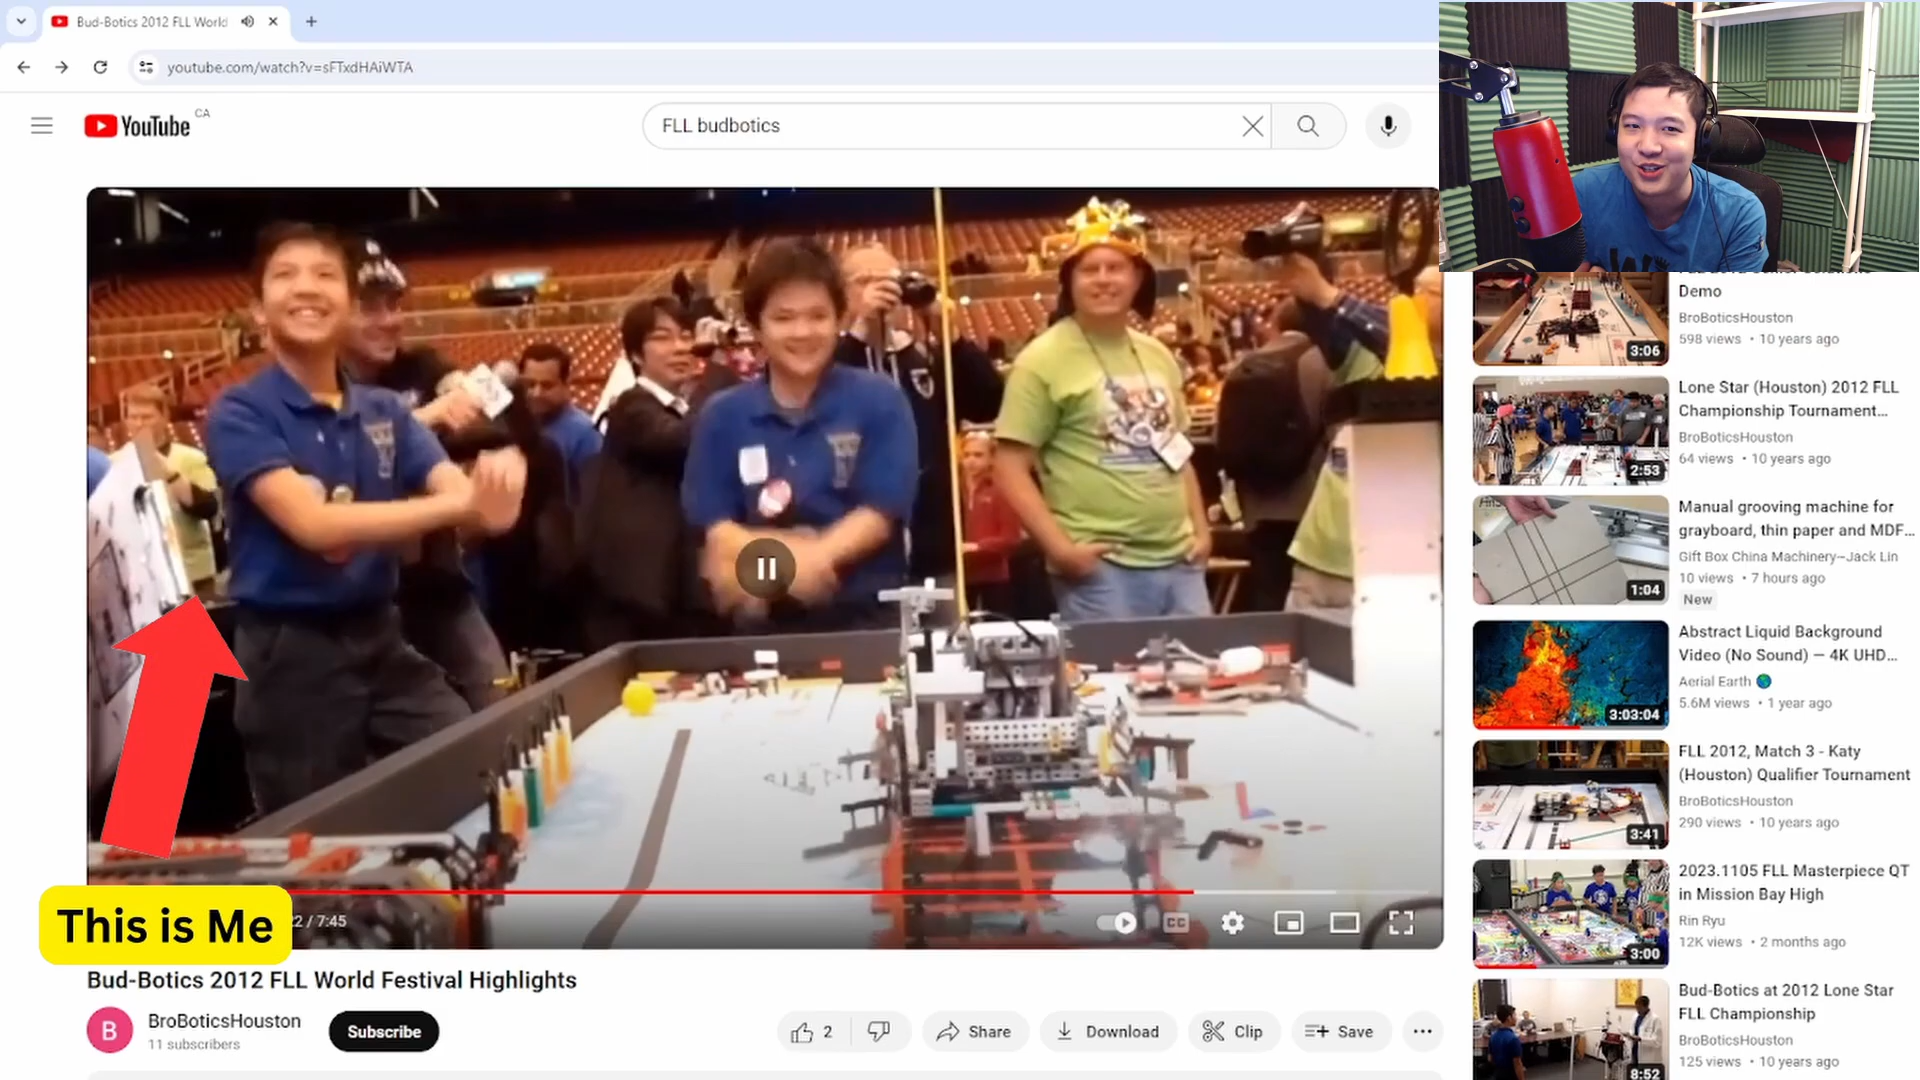 Bud-Botics 2012 FLL World
youtube.com/watch?v=sFTxdHAiWTA
YouTube CA
FLL budbotics
This is Me
/ 7:45
CC
Bud-Botics 2012 FLL World Festival Highlights
B
BroBoticsHouston
11 subscribers
Subscribe
2
Share
Download
Clip
Save
Demo
BroBoticsHouston
598 views • 10 years ago
3:06
Lone Star (Houston) 2012 FLL
Championship Tournament...
BroBoticsHouston
64 views • 10 years ago
2:53
Manual grooving machine for
grayboard, thin paper and MDF...
Gift Box China Machinery—Jack Lin
10 views • 7 hours ago
New
1:04
Abstract Liquid Background
Video (No Sound) — 4K UHD...
Aerial Earth
5.6M views • 1 year ago
3:03:04
FLL 2012, Match 3 - Katy
(Houston) Qualifier Tournament
BroBoticsHouston
290 views • 10 years ago
3:41
2023.1105 FLL Masterpiece QT
in Mission Bay High
Rin Ryu
12K views • 2 months ago
3:00
Bud-Botics at 2012 Lone Star
FLL Championship
BroBoticsHouston
125 views • 10 years ago
8:52